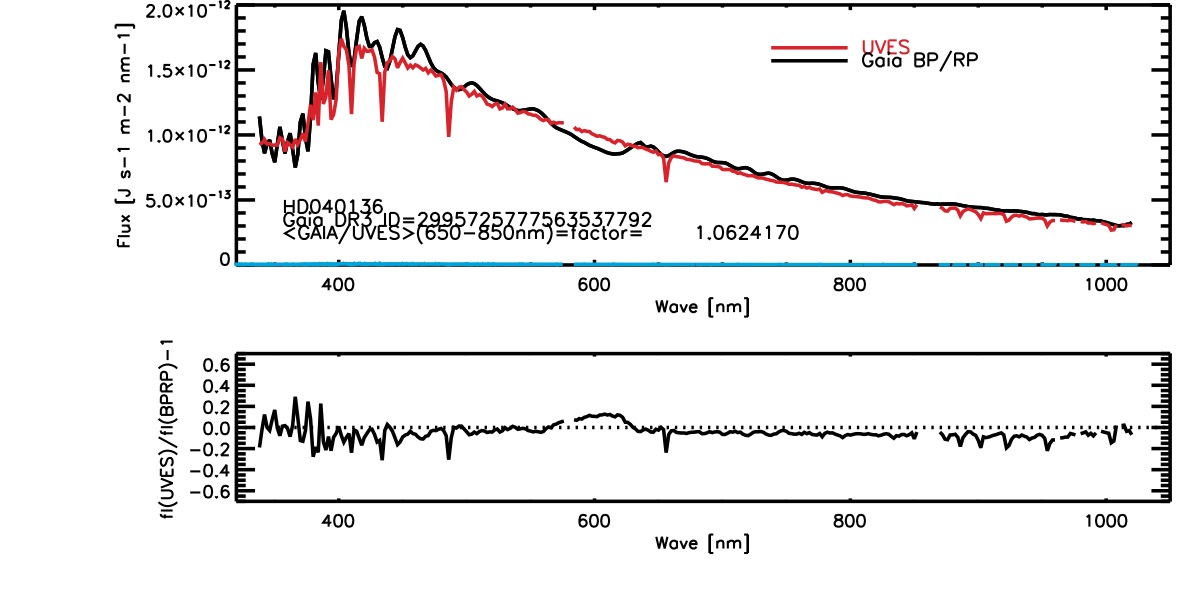 2.0×10−12
1.5×10−12
1.0×10−12
5.0×10−13
0
Flux [J s−1 m−2 nm−1]
UVES
Gaia BP/RP
HD040136
Gaia DR3 ID=2995725777563537792
<GAIA/UVES>(650−850nm)=factor= 1.0624170
400 600 800 1000
Wave [nm]
0.6
0.4
0.2
0.0
−0.2
−0.4
−0.6
fl(UVES)/fl(BPRP)−1
400 600 800 1000
Wave [nm]